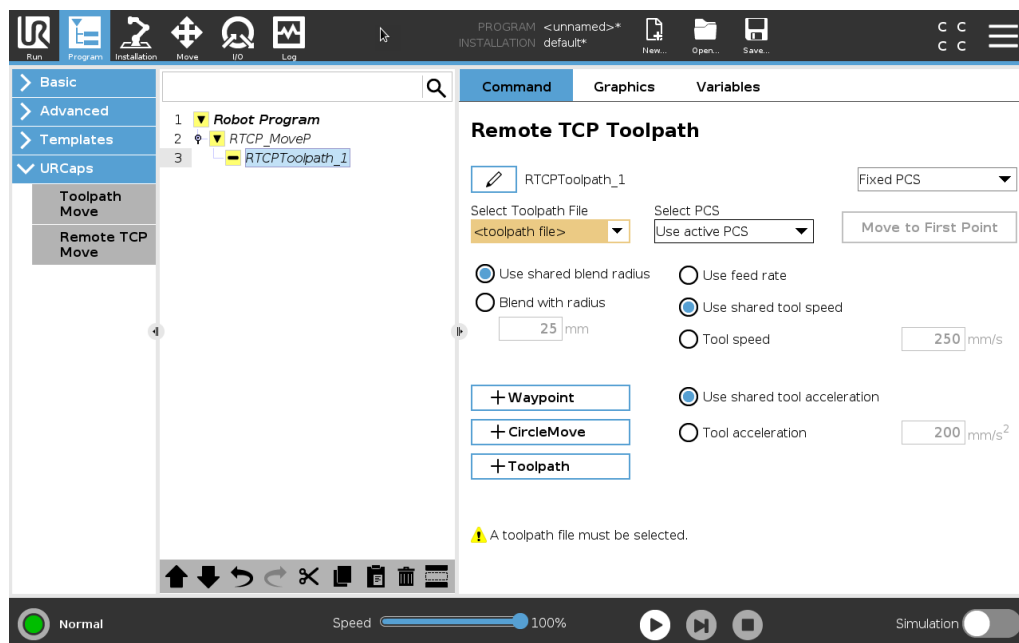 PROGRAM <unnamed>*
INSTALLATION default*
UR
Run
Program
Installation
Move
I/O
Log
New...
Open...
Save...
C C
C C
Basic
Advanced
Templates
URCaps
Toolpath
Move
Remote TCP
Move
1 Robot Program
2 RTCP_MoveP
3 RTCPToolpath_1
Command Graphics Variables
Remote TCP Toolpath
RTCPToolpath_1
Fixed PCS
Select Toolpath File
Select PCS
<toolpath file>
Use active PCS
Move to First Point
Use shared blend radius
Use feed rate
Blend with radius
Use shared tool speed
25 mm
Tool speed
250 mm/s
+ Waypoint
Use shared tool acceleration
+ CircleMove
Tool acceleration
200 mm/s²
+ Toolpath
A toolpath file must be selected.
Normal
Speed
100%
Simulation